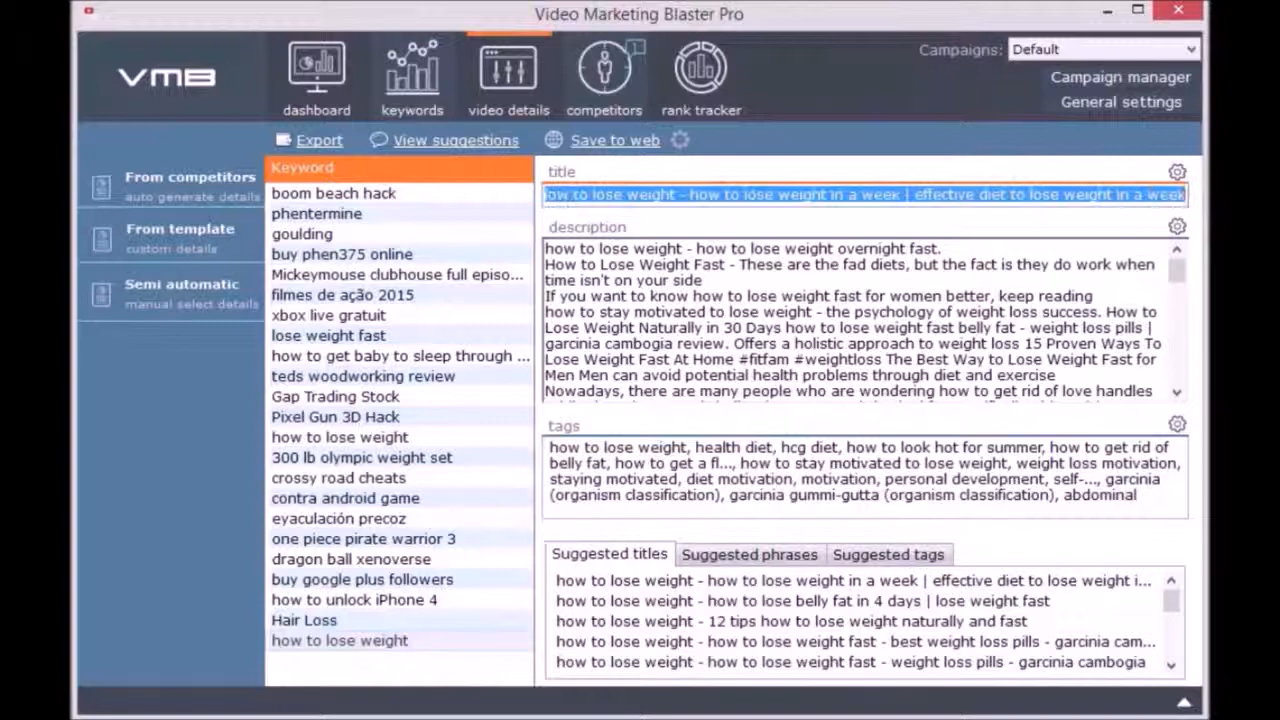 Video Marketing Blaster Pro
VMB
dashboard
keywords
video details
competitors
rank tracker
Campaigns:
Default
Campaign manager
General settings
Export
View suggestions
Save to web
From competitors
auto generate details
From template
custom details
Semi automatic
manual select details
Keyword
boom beach hack
phentermine
goulding
buy phen375 online
Mickeymouse clubhouse full episo...
filmes de ação 2015
xbox live gratuit
lose weight fast
how to get baby to sleep through ...
teds woodworking review
Gap Trading Stock
Pixel Gun 3D Hack
how to lose weight
300 lb olympic weight set
crossy road cheats
contra android game
eyaculación precoz
one piece pirate warrior 3
dragon ball xenoverse
buy google plus followers
how to unlock iPhone 4
Hair Loss
how to lose weight
title
ow to lose weight - how to lose weight in a week | effective diet to lose weight in a week
description
how to lose weight - how to lose weight overnight fast.
How to Lose Weight Fast - These are the fad diets, but the fact is they do work when
time isn't on your side
If you want to know how to lose weight fast for women better, keep reading
how to stay motivated to lose weight - the psychology of weight loss success. How to
Lose Weight Naturally in 30 Days how to lose weight fast belly fat - weight loss pills |
garcinia cambogia review. Offers a holistic approach to weight loss 15 Proven Ways To
Lose Weight Fast At Home #fitfam #weightloss The Best Way to Lose Weight Fast for
Men Men can avoid potential health problems through diet and exercise
Nowadays, there are many people who are wondering how to get rid of love handles
tags
how to lose weight, health diet, hcg diet, how to look hot for summer, how to get rid of
belly fat, how to get a fl..., how to stay motivated to lose weight, weight loss motivation,
staying motivated, diet motivation, motivation, personal development, self-..., garcinia
(organism classification), garcinia gummi-gutta (organism classification), abdominal
Suggested titles
Suggested phrases
Suggested tags
how to lose weight - how to lose weight in a week | effective diet to lose weight i...
how to lose weight - how to lose belly fat in 4 days | lose weight fast
how to lose weight - 12 tips how to lose weight naturally and fast
how to lose weight - how to lose weight fast - best weight loss pills - garcinia cam...
how to lose weight - how to lose weight fast - weight loss pills - garcinia cambogia